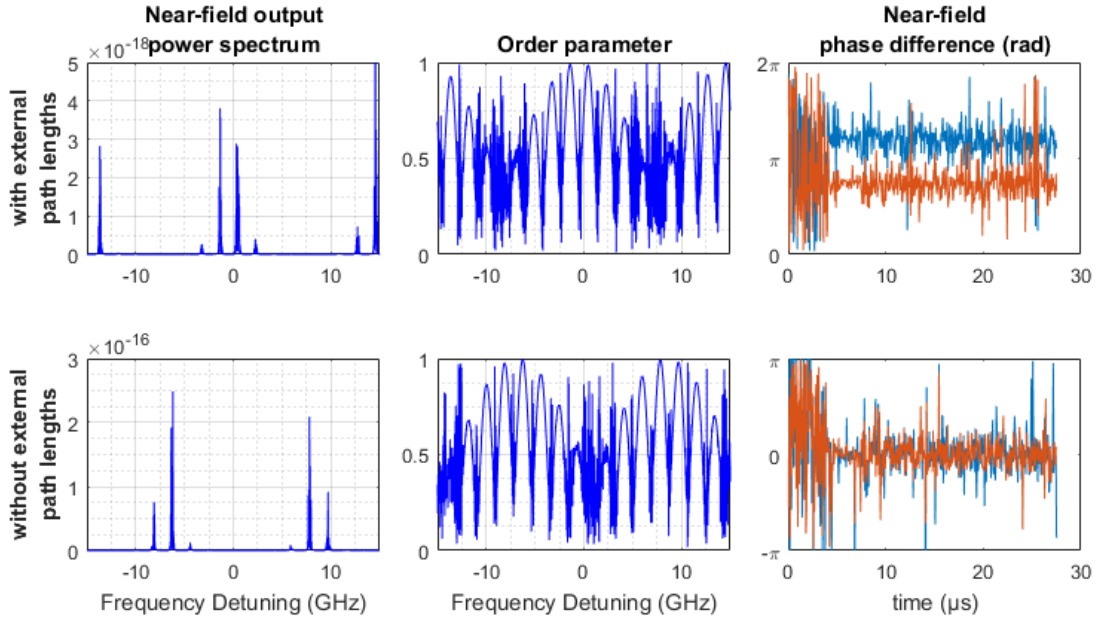 Near-field output
power spectrum
Order parameter
Near-field
phase difference (rad)
with external
path lengths
× 10⁻¹⁸
5
4
3
2
1
0
-10 0 10
1
0.5
0
-10 0 10
2π
π
0
0 10 20 30
without external
path lengths
× 10⁻¹⁶
3
2
1
0
-10 0 10
Frequency Detuning (GHz)
1
0.5
0
-10 0 10
Frequency Detuning (GHz)
π
0
-π
0 10 20 30
time (μs)